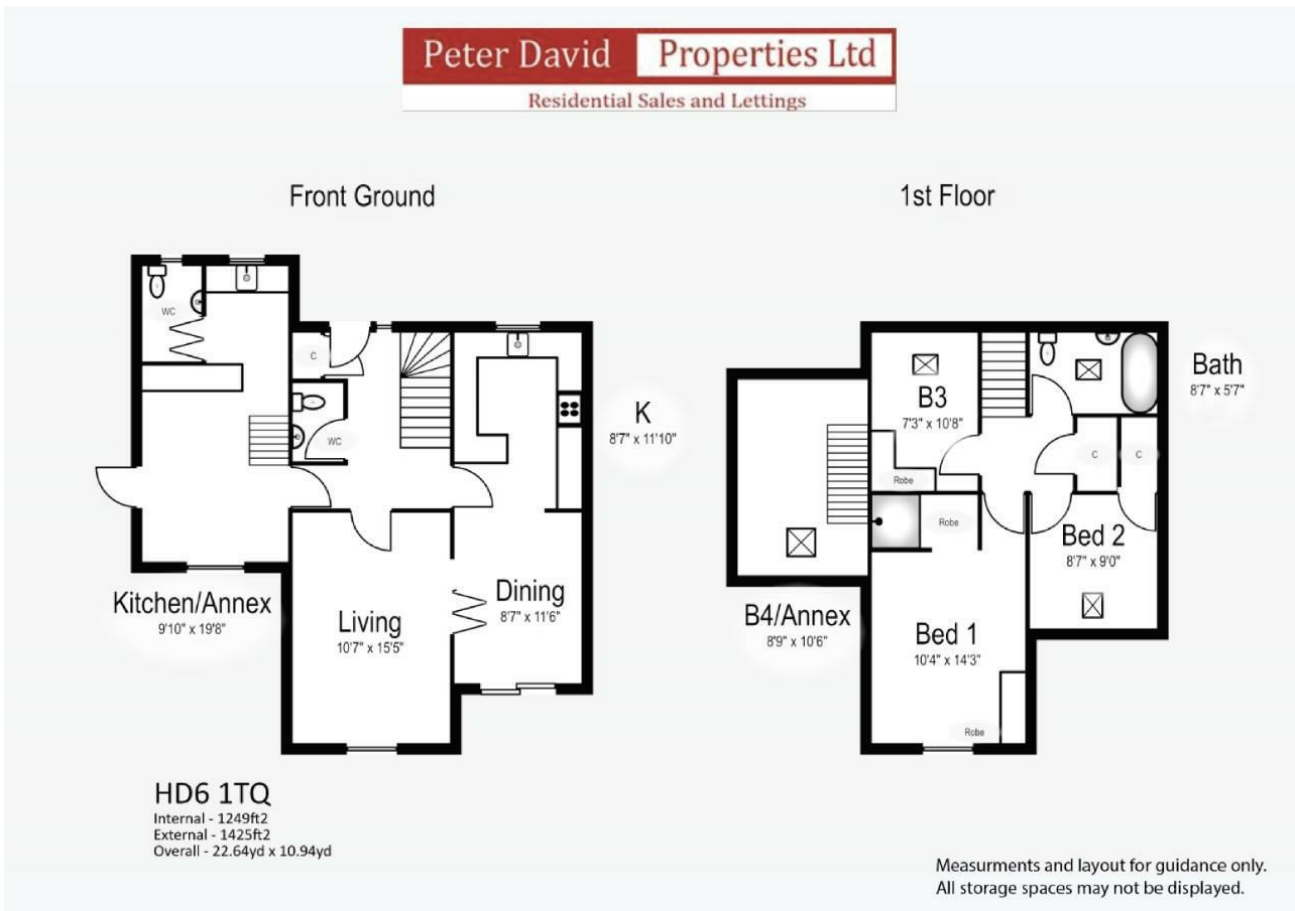 Peter David Properties Ltd
Residential Sales and Lettings
Front Ground
1st Floor
WC
C
WC
K
8'7" x 11'10"
Kitchen/Annex
9'10" x 19'8"
Living
10'7" x 15'5"
Dining
8'7" x 11'6"
B3
7'3" x 10'8"
Robe
Bath
8'7" x 5'7"
C
C
Robe
Bed 2
8'7" x 9'0"
B4/Annex
8'9" x 10'6"
Bed 1
10'4" x 14'3"
Robe
HD6 1TQ
Internal - 1249ft2
External - 1425ft2
Overall - 22.64yd x 10.94yd
Measurments and layout for guidance only.
All storage spaces may not be displayed.